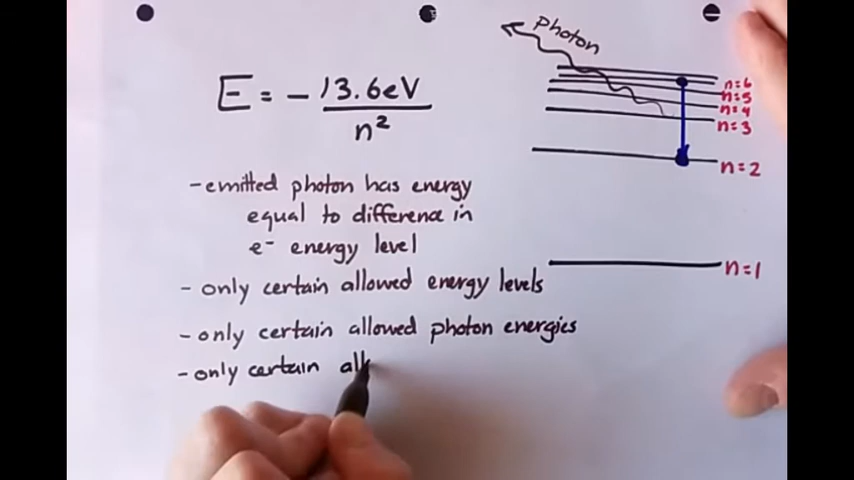 E = - 13.6eV / n²
photon
n=6
n=5
n=4
n=3
n=2
n=1
- emitted photon has energy
equal to difference in
e⁻ energy level
- only certain allowed energy levels
- only certain allowed photon energies
- only certain all